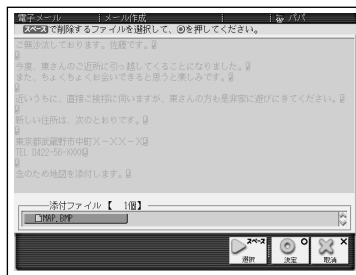 電子メール メール作成 パパ
スペースで削除するファイルを選択して、◎を押してください。
ご無沙汰しております。佐藤です。
今度、東さんのご近所に引っ越してくることになりました。
また、ちょくちょくお会いできると思うと楽しみです。
近いうちに、直接ご挨拶に伺いますが、東さんの方も是非家に遊びにきてください。
新しい住所は、次のとおりです。
東京都武蔵野市中町X－XX－X
TEL 0422-56-XXXX
念のため地図を添付します。
添付ファイル【 1個】
MAP.BMP
スペース
選択
決定
取消